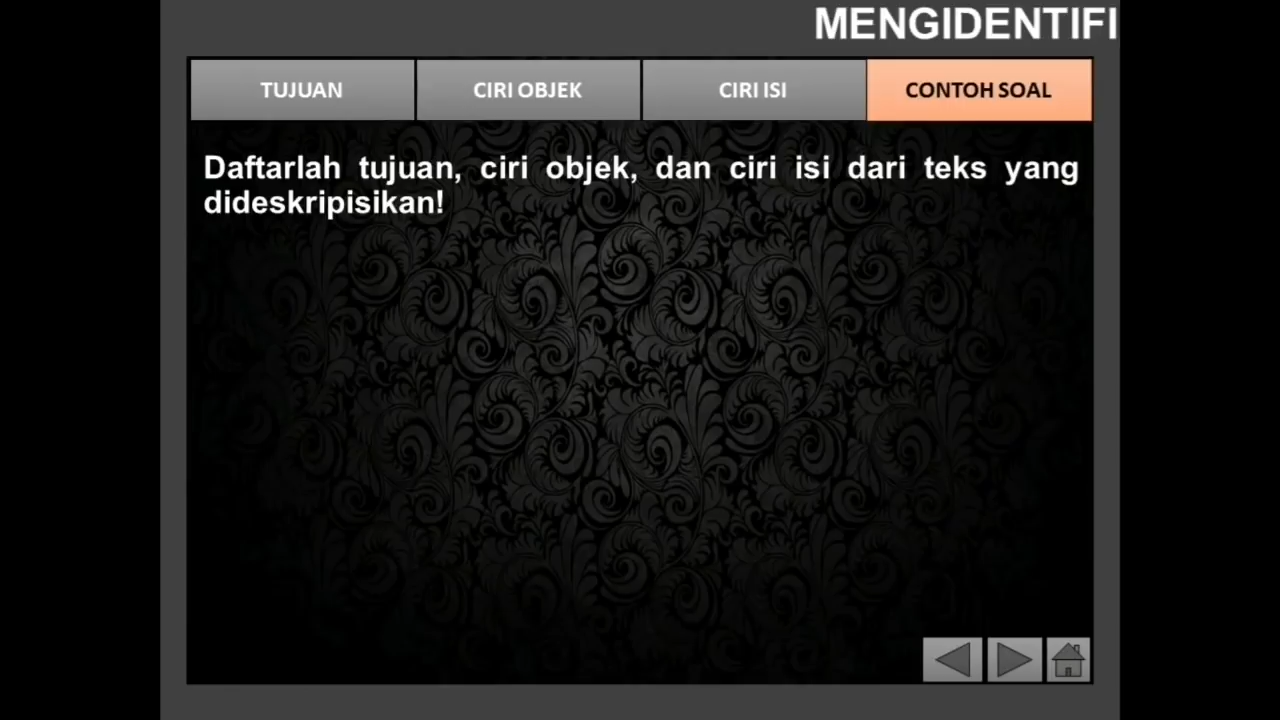 MENGIDENTIFI
TUJUAN
CIRI OBJEK
CIRI ISI
CONTOH SOAL
Daftarlah tujuan, ciri objek, dan ciri isi dari teks yang
dideskripisikan!